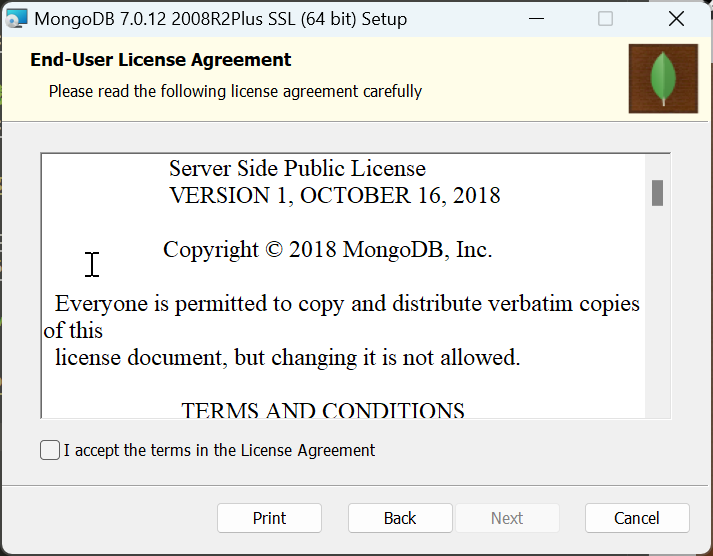 MongoDB 7.0.12 2008R2Plus SSL (64 bit) Setup
End-User License Agreement
Please read the following license agreement carefully
Server Side Public License
VERSION 1, OCTOBER 16, 2018
Copyright © 2018 MongoDB, Inc.
Everyone is permitted to copy and distribute verbatim copies
of this
license document, but changing it is not allowed.
TERMS AND CONDITIONS
I accept the terms in the License Agreement
Print
Back
Next
Cancel